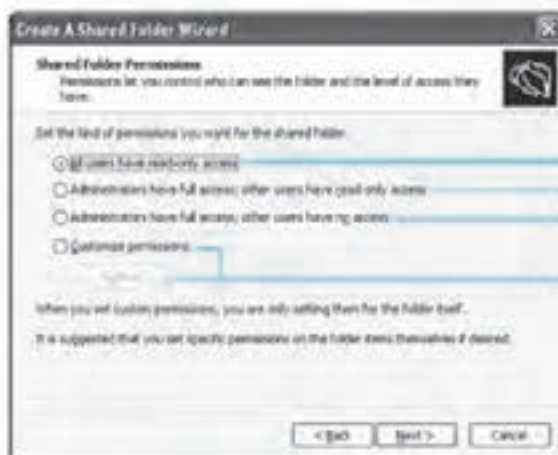 Create A Shared Folder Wizard
Shared Folder Permissions
Permissions let you control who can see the folder and the level of access they
have.
Set the kind of permissions you want for the shared folder.
All users have read-only access
Administrators have full access; other users have read-only access
Administrators have full access; other users have no access
Customize permissions
When you set custom permissions, you are only setting them for the folder itself.
It is suggested that you set specific permissions on the folder items themselves if desired.
< Back
Next >
Cancel